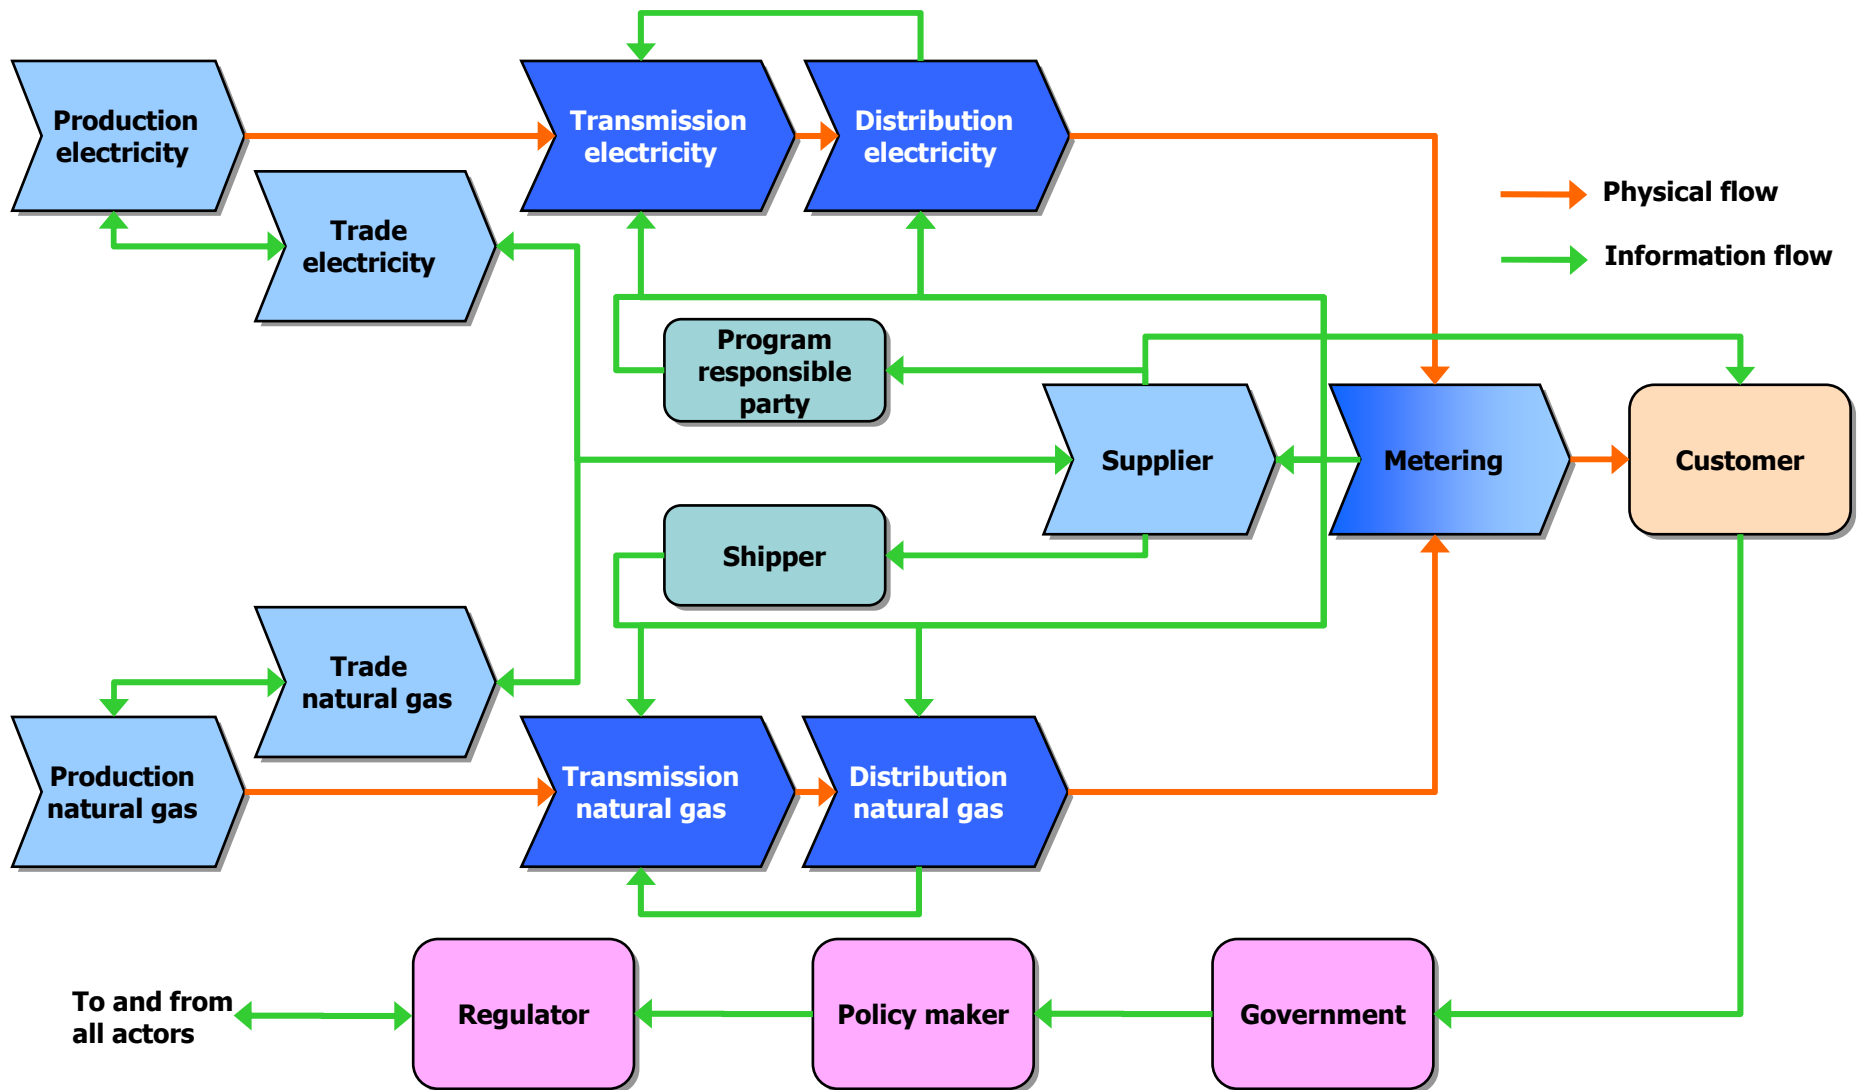 Production
electricity
Transmission
electricity
Distribution
electricity
Physical flow
Trade
electricity
Information flow
Program
responsible
party
Supplier
Metering
Customer
Shipper
Trade
natural gas
Production
natural gas
Transmission
natural gas
Distribution
natural gas
To and from
all actors
Regulator
Policy maker
Government